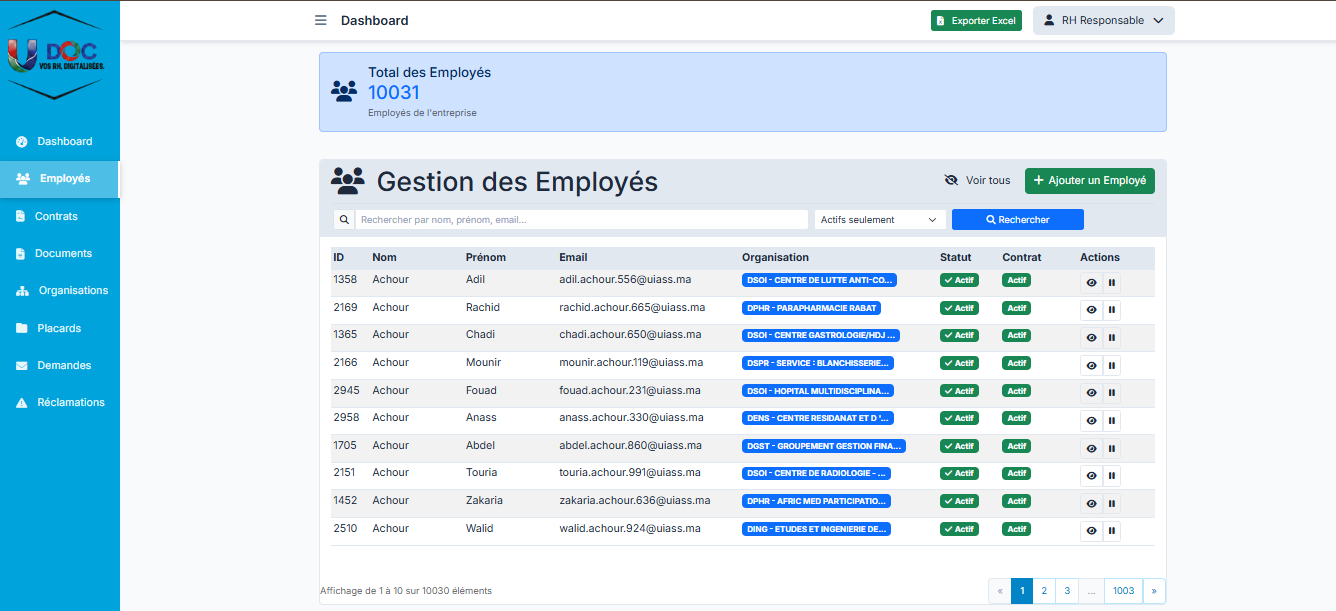 U DOC
VOS RH, DIGITALISÉES.
Dashboard
Exporter Excel
RH Responsable
Dashboard
Employés
Contrats
Documents
Organisations
Placards
Demandes
Réclamations
Total des Employés
10031
Employés de l'entreprise
Gestion des Employés
Voir tous
+ Ajouter un Employé
Rechercher par nom, prénom, email...
Actifs seulement
Rechercher
ID Nom Prénom Email Organisation Statut Contrat Actions
1358 Achour Adil adil.achour.556@uiass.ma DSOI - CENTRE DE LUTTE ANTI-CO... Actif Actif
2169 Achour Rachid rachid.achour.665@uiass.ma DPHR - PARAPHARMACIE RABAT Actif Actif
1365 Achour Chadi chadi.achour.650@uiass.ma DSOI - CENTRE GASTROLOGIE/HDJ ... Actif Actif
2166 Achour Mounir mounir.achour.119@uiass.ma DSPR - SERVICE : BLANCHISSERIE... Actif Actif
2945 Achour Fouad fouad.achour.231@uiass.ma DSOI - HOPITAL MULTIDISCIPLINA... Actif Actif
2958 Achour Anass anass.achour.330@uiass.ma DENS - CENTRE RESIDANAT ET D '... Actif Actif
1705 Achour Abdel abdel.achour.860@uiass.ma DGST - GROUPEMENT GESTION FINA... Actif Actif
2151 Achour Touria touria.achour.991@uiass.ma DSOI - CENTRE DE RADIOLOGIE - ... Actif Actif
1452 Achour Zakaria zakaria.achour.636@uiass.ma DPHR - AFRIC MED PARTICIPATIO... Actif Actif
2510 Achour Walid walid.achour.924@uiass.ma DING - ETUDES ET INGENIERIE DE... Actif Actif
Affichage de 1 à 10 sur 10030 éléments
« 1 2 3 ... 1003 »